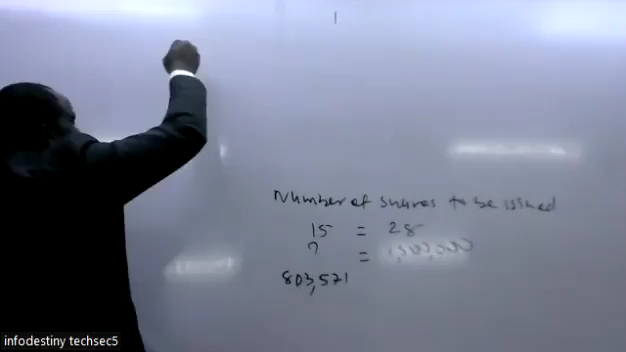 Number of shares to be issued
15 = 28
? = 1,500,000
803,571
infodestiny techsec5